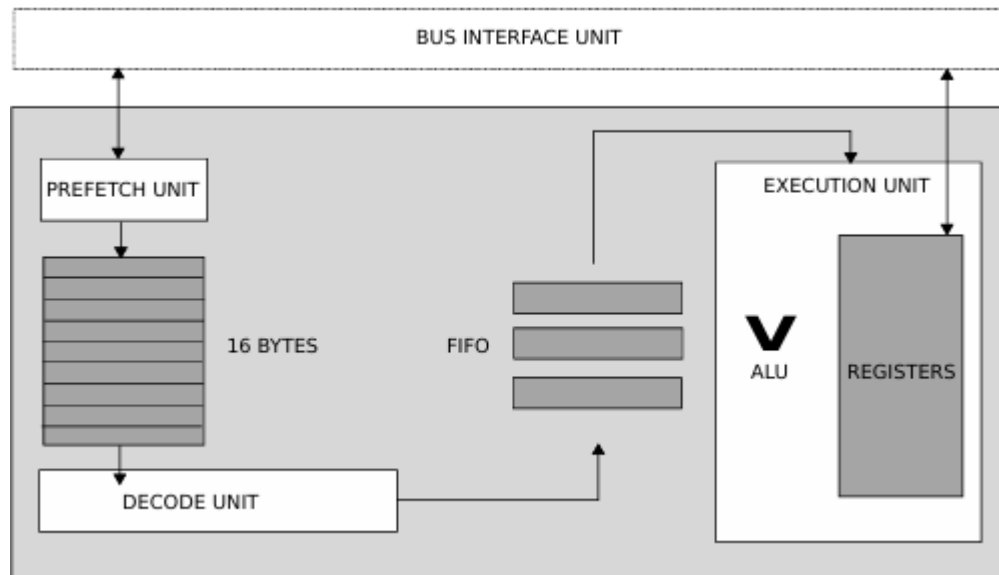 BUS INTERFACE UNIT
PREFETCH UNIT
EXECUTION UNIT
16 BYTES
FIFO
ALU
REGISTERS
DECODE UNIT